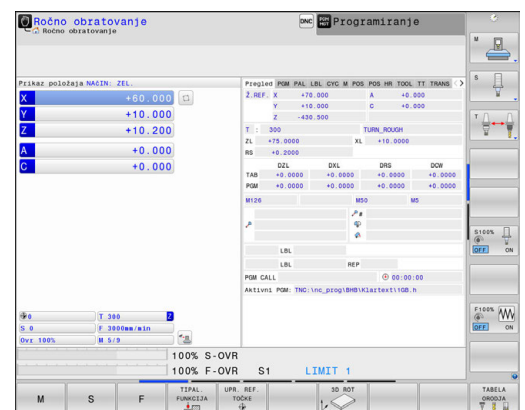 Ročno obratovanje
Ročno obratovanje
DNC
Programiranje
Prikaz položaja NAČIN: ZEL.
X +60.000
Y +10.000
Z +10.200
A +0.000
C +0.000
0
T 300 Z
S 0
F 3000mm/min
Ovr 100%
M 5/9
Pregled PGM PAL LBL CYC M POS POS HR TOOL TT TRANS
Ž.REF. X +70.000 A +0.000
Y +10.000 C +0.000
Z -430.500
T : 300 TURN_ROUGH
ZL +75.0000 XL +10.0000
RS +0.2000
DZL DXL DRS DCW
TAB +0.0000 +0.0000 +0.0000 +0.0000
PGM +0.0000 +0.0000 +0.0000 +0.0000
M126 M50 M5
LBL
LBL REP
PGM CALL 00:00:00
Aktivni PGM: TNC:\nc_prog\BHB\Klartext\1GB.h
100% S-OVR
100% F-OVR S1 LIMIT 1
M
S
F
TIPAL. FUNKCIJA
UPR. REF. TOČKE
3D ROT
TABELA ORODJA
M
S
T
S100%
OFF ON
F100%
OFF ON